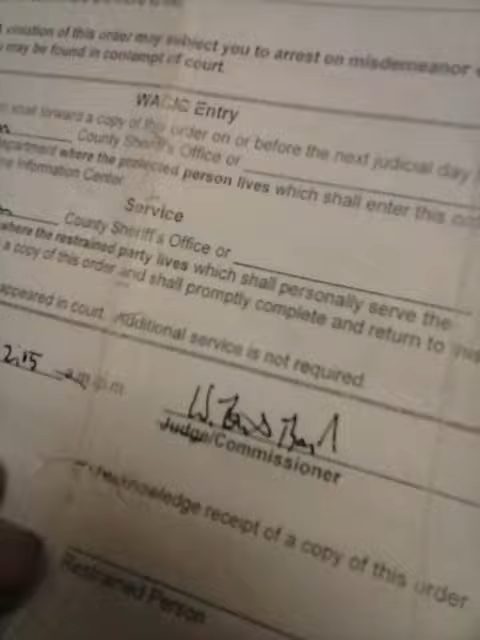 violation of this order may subject you to arrest on misdemeanor
may be found in contempt of court.
WACIC Entry
shall forward a copy of this order on or before the next judicial day
County Sheriff's Office or
where the protected person lives which shall enter this
Information Center
Service
County Sheriff's Office or
where the restrained party lives which shall personally serve the
a copy of this order and shall promptly complete and return to this
appeared in court. Additional service is not required.
2:15 a.m./p.m.
Judge/Commissioner
acknowledge receipt of a copy of this order
Restrained Person